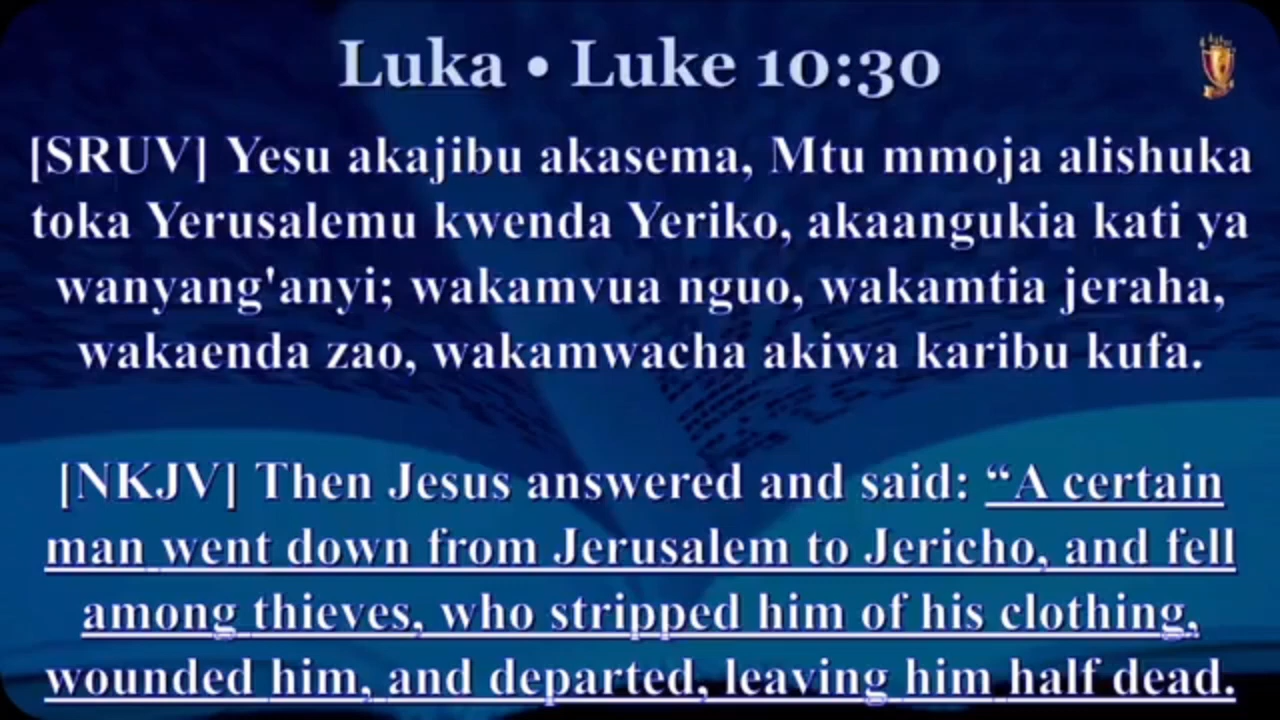 Luka • Luke 10:30
[SRUV] Yesu akajibu akasema, Mtu mmoja alishuka
toka Yerusalemu kwenda Yeriko, akaangukia kati ya
wanyang'anyi; wakamvua nguo, wakamtia jeraha,
wakaenda zao, wakamwacha akiwa karibu kufa.
[NKJV] Then Jesus answered and said: “A certain
man went down from Jerusalem to Jericho, and fell
among thieves, who stripped him of his clothing,
wounded him, and departed, leaving him half dead.